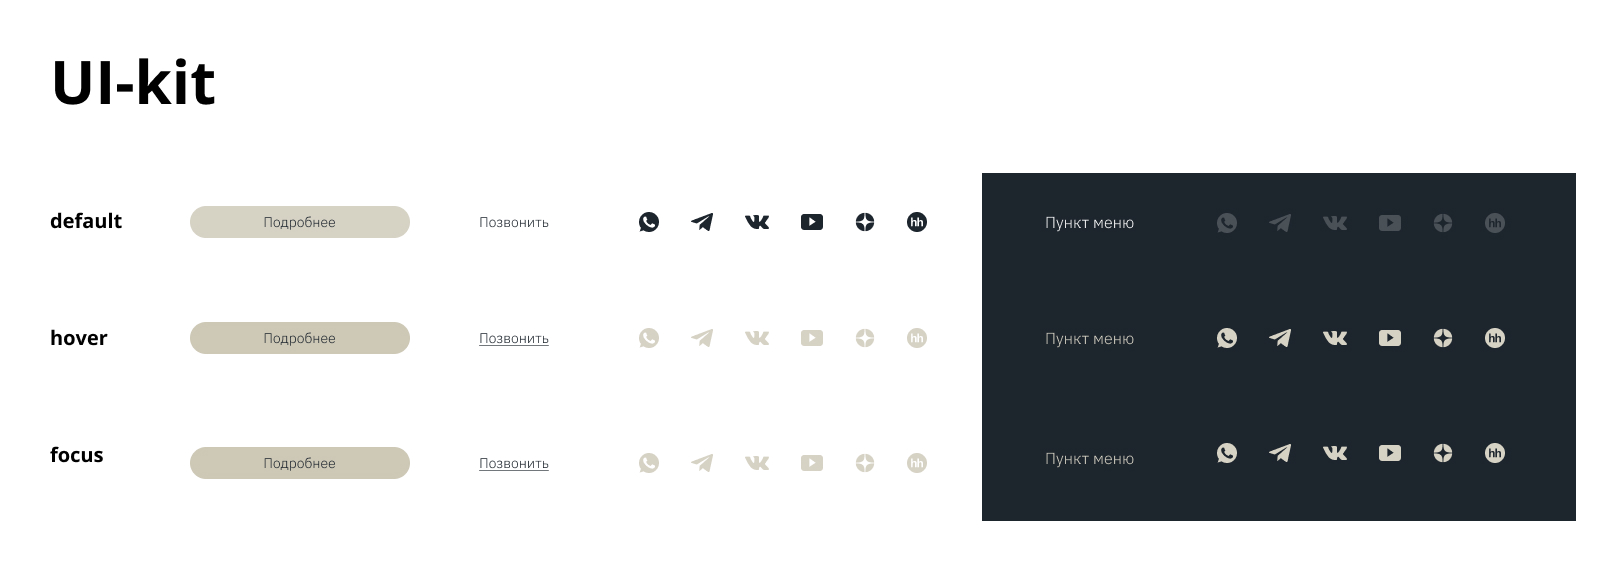 UI-kit
default
Подробнее
Позвонить
hh
Пункт меню
hh
hover
Подробнее
Позвонить
hh
Пункт меню
hh
focus
Подробнее
Позвонить
hh
Пункт меню
hh